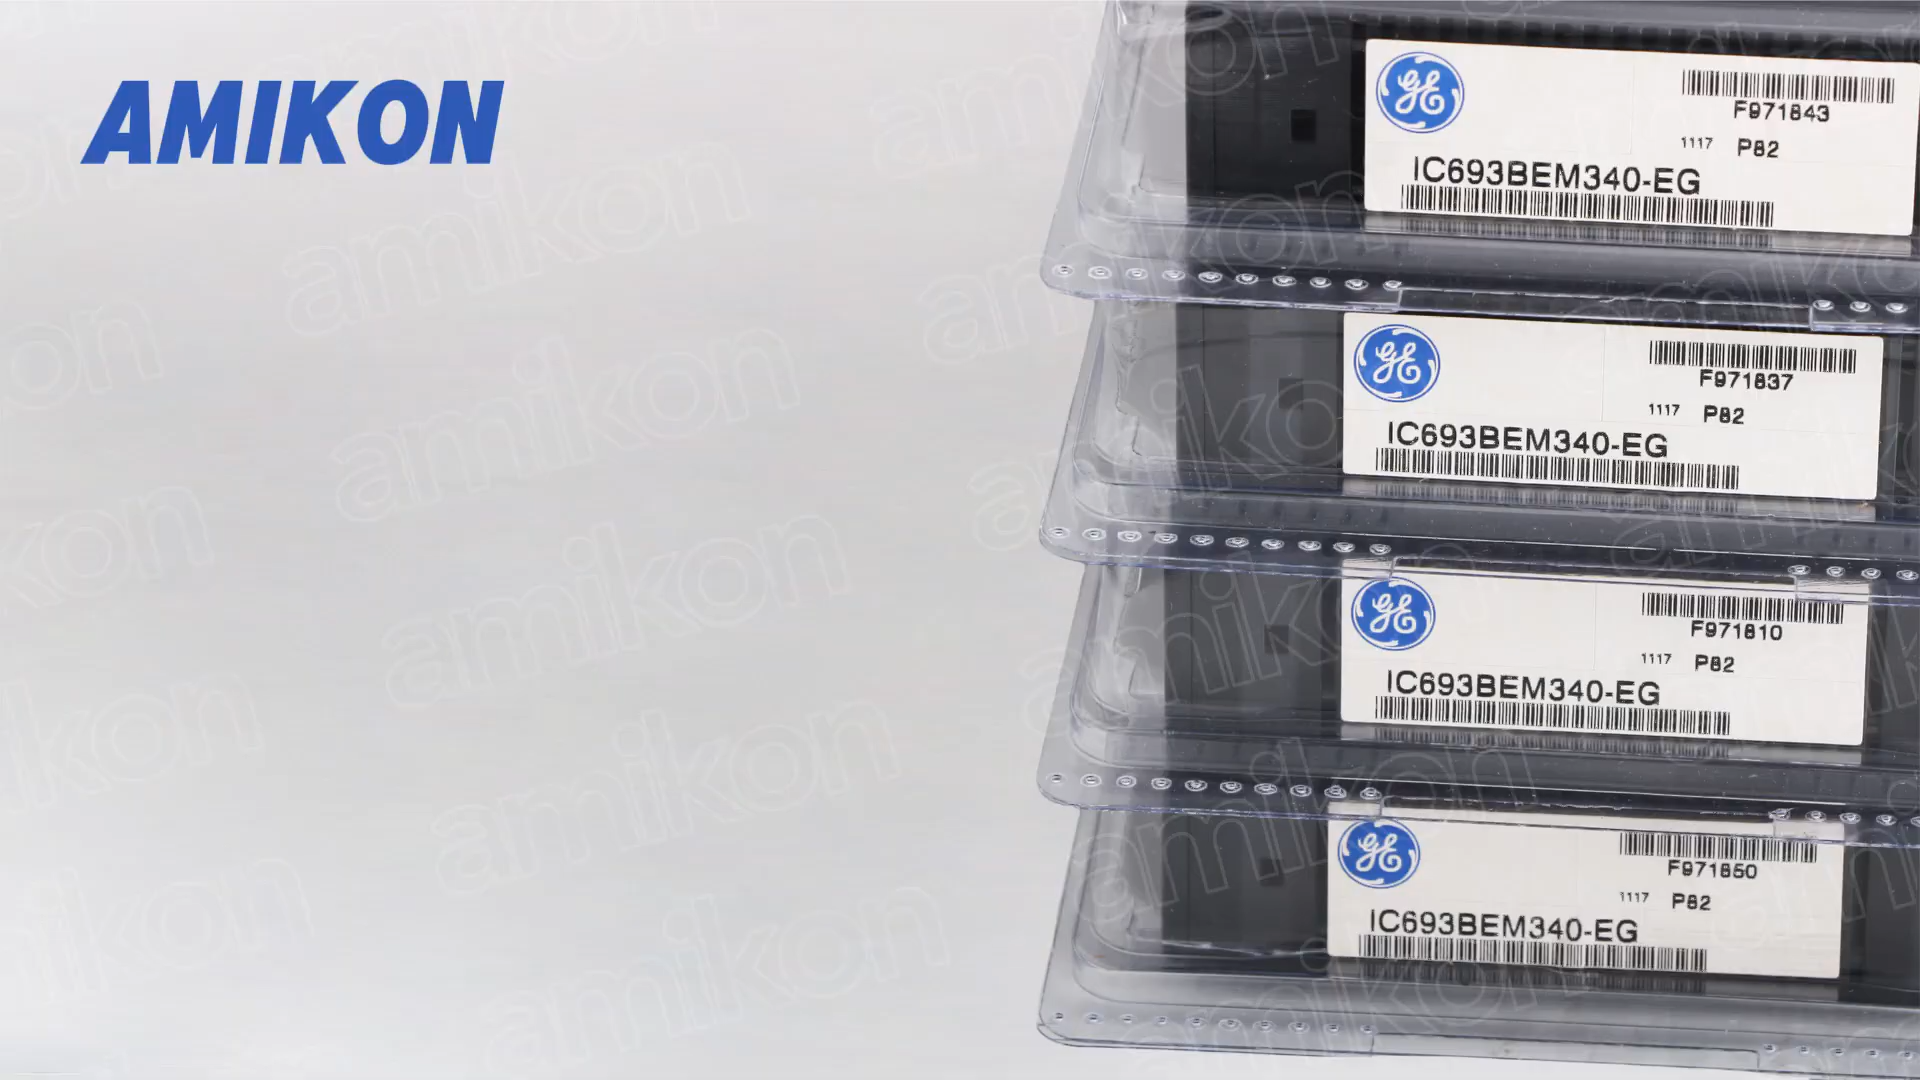 AMIKON
GE
F971843
1117 P82
IC693BEM340-EG
GE
F971837
1117 P82
IC693BEM340-EG
GE
F971810
1117 P82
IC693BEM340-EG
GE
F971850
1117 P82
IC693BEM340-EG
amikon